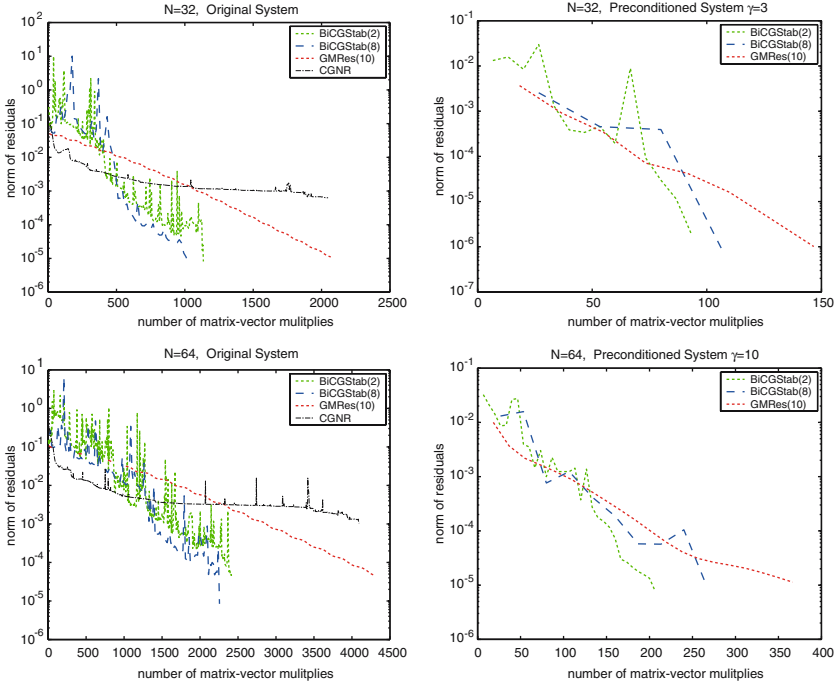 N=32, Original System
BiCGStab(2)
BiCGStab(8)
GMRes(10)
CGNR
norm of residuals
10^2
10^1
10^0
10^-1
10^-2
10^-3
10^-4
10^-5
10^-6
0 500 1000 1500 2000 2500
number of matrix-vector mulitplies
N=32, Preconditioned System γ=3
BiCGStab(2)
BiCGStab(8)
GMRes(10)
norm of residuals
10^-1
10^-2
10^-3
10^-4
10^-5
10^-6
10^-7
0 50 100 150
number of matrix-vector mulitplies
N=64, Original System
BiCGStab(2)
BiCGStab(8)
GMRes(10)
CGNR
norm of residuals
10^1
10^0
10^-1
10^-2
10^-3
10^-4
10^-5
10^-6
0 500 1000 1500 2000 2500 3000 3500 4000 4500
number of matrix-vector mulitplies
N=64, Preconditioned System γ=10
BiCGStab(2)
BiCGStab(8)
GMRes(10)
norm of residuals
10^-1
10^-2
10^-3
10^-4
10^-5
10^-6
0 50 100 150 200 250 300 350 400
number of matrix-vector mulitplies